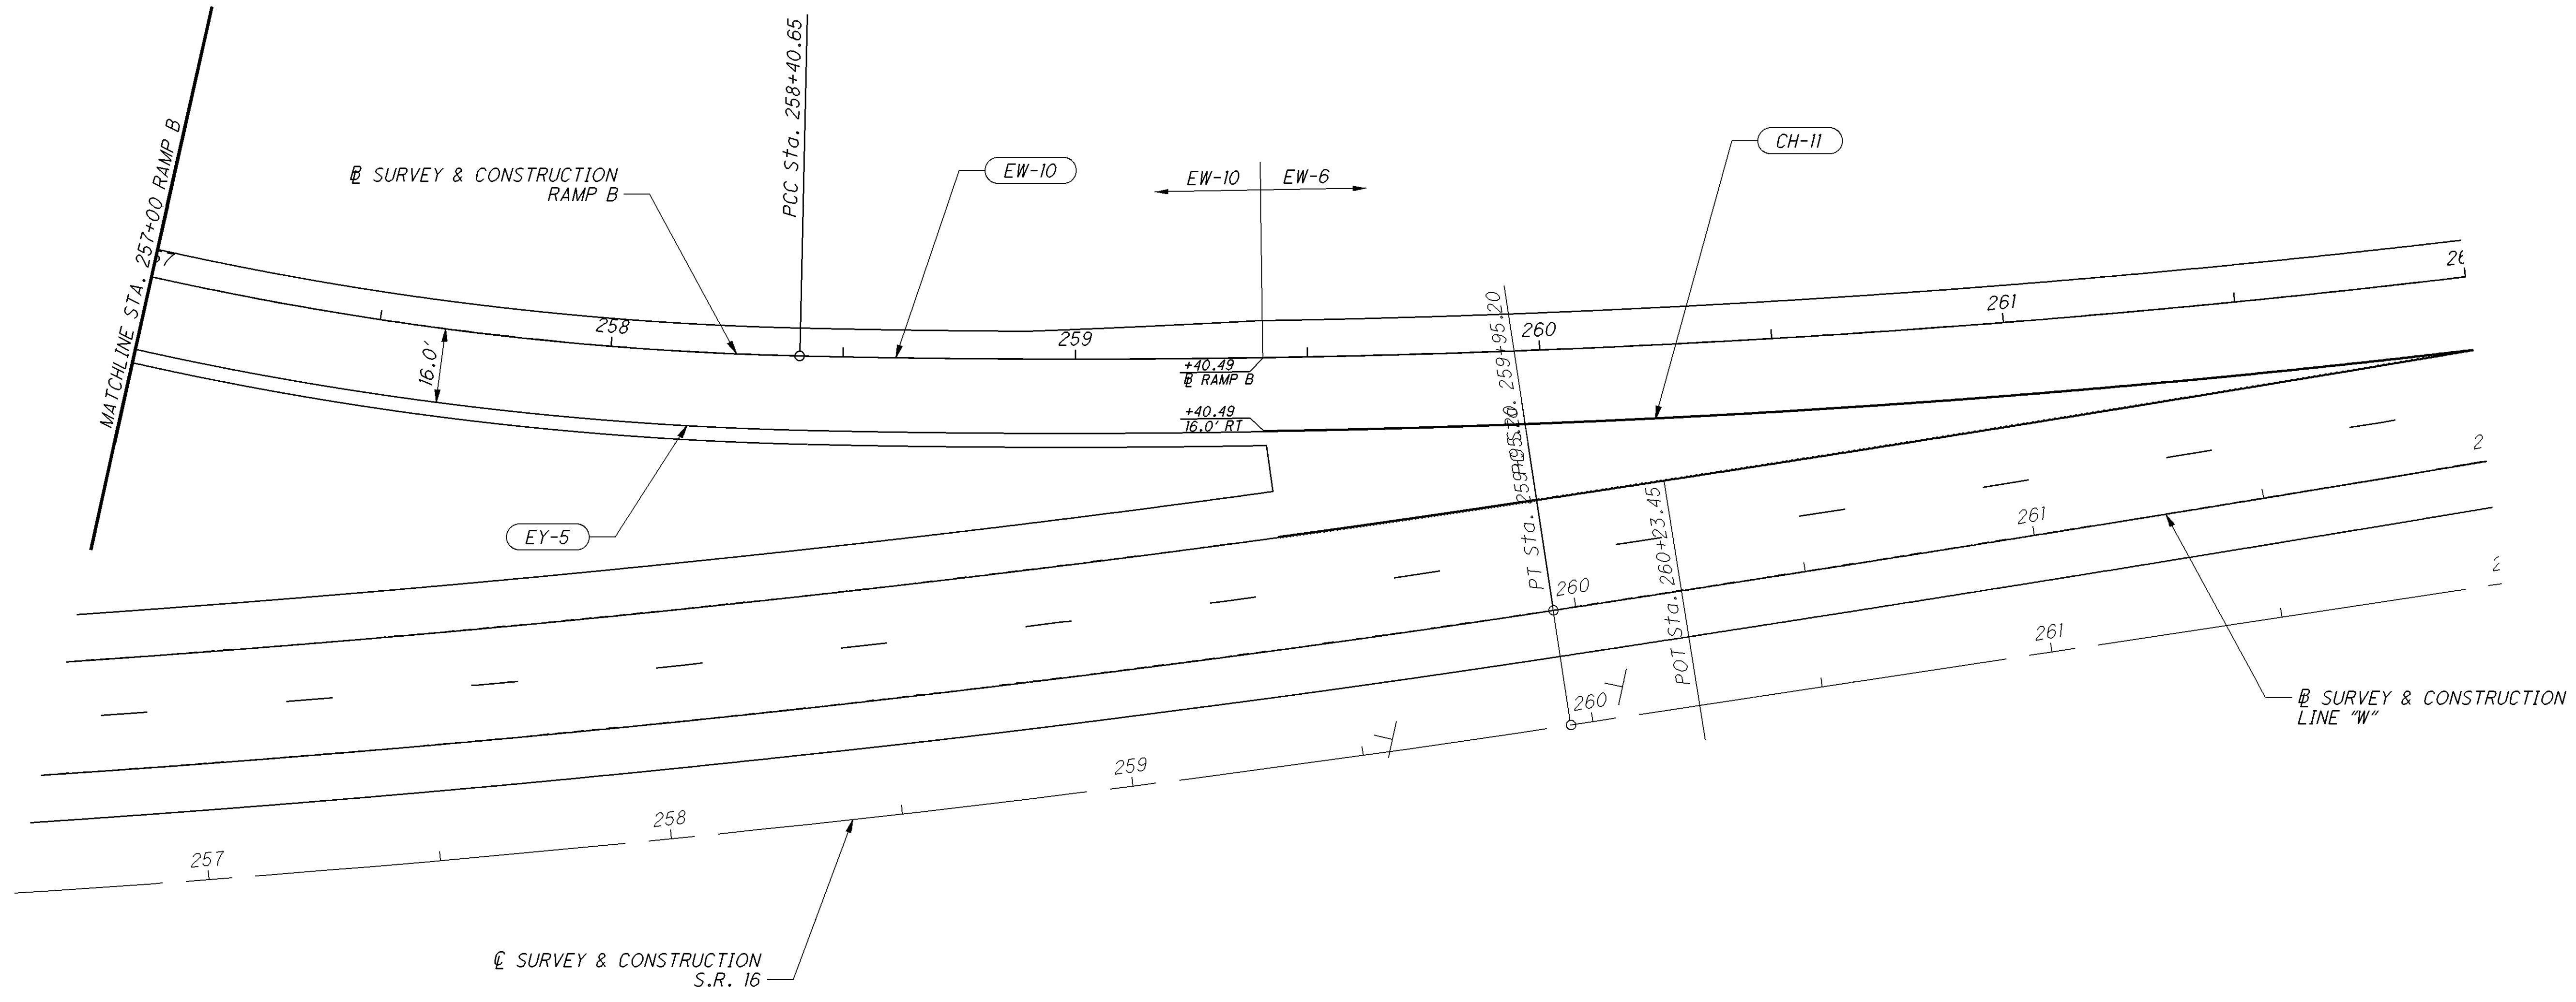 MATCHLINE STA. 257+00 RAMP B
PCC Sta. 258+40.65
℔ SURVEY & CONSTRUCTION
RAMP B
EW-10
EW-10
EW-6
CH-11
258
259
260
261
26
16.0'
+40.49
℔ RAMP B
+40.49
16.0' RT
EY-5
PT Sta. 259+95.20
POT Sta. 260+23.45
260
261
2
℔ SURVEY & CONSTRUCTION
LINE "W"
257
258
259
260
261
2
℄ SURVEY & CONSTRUCTION
S.R. 16